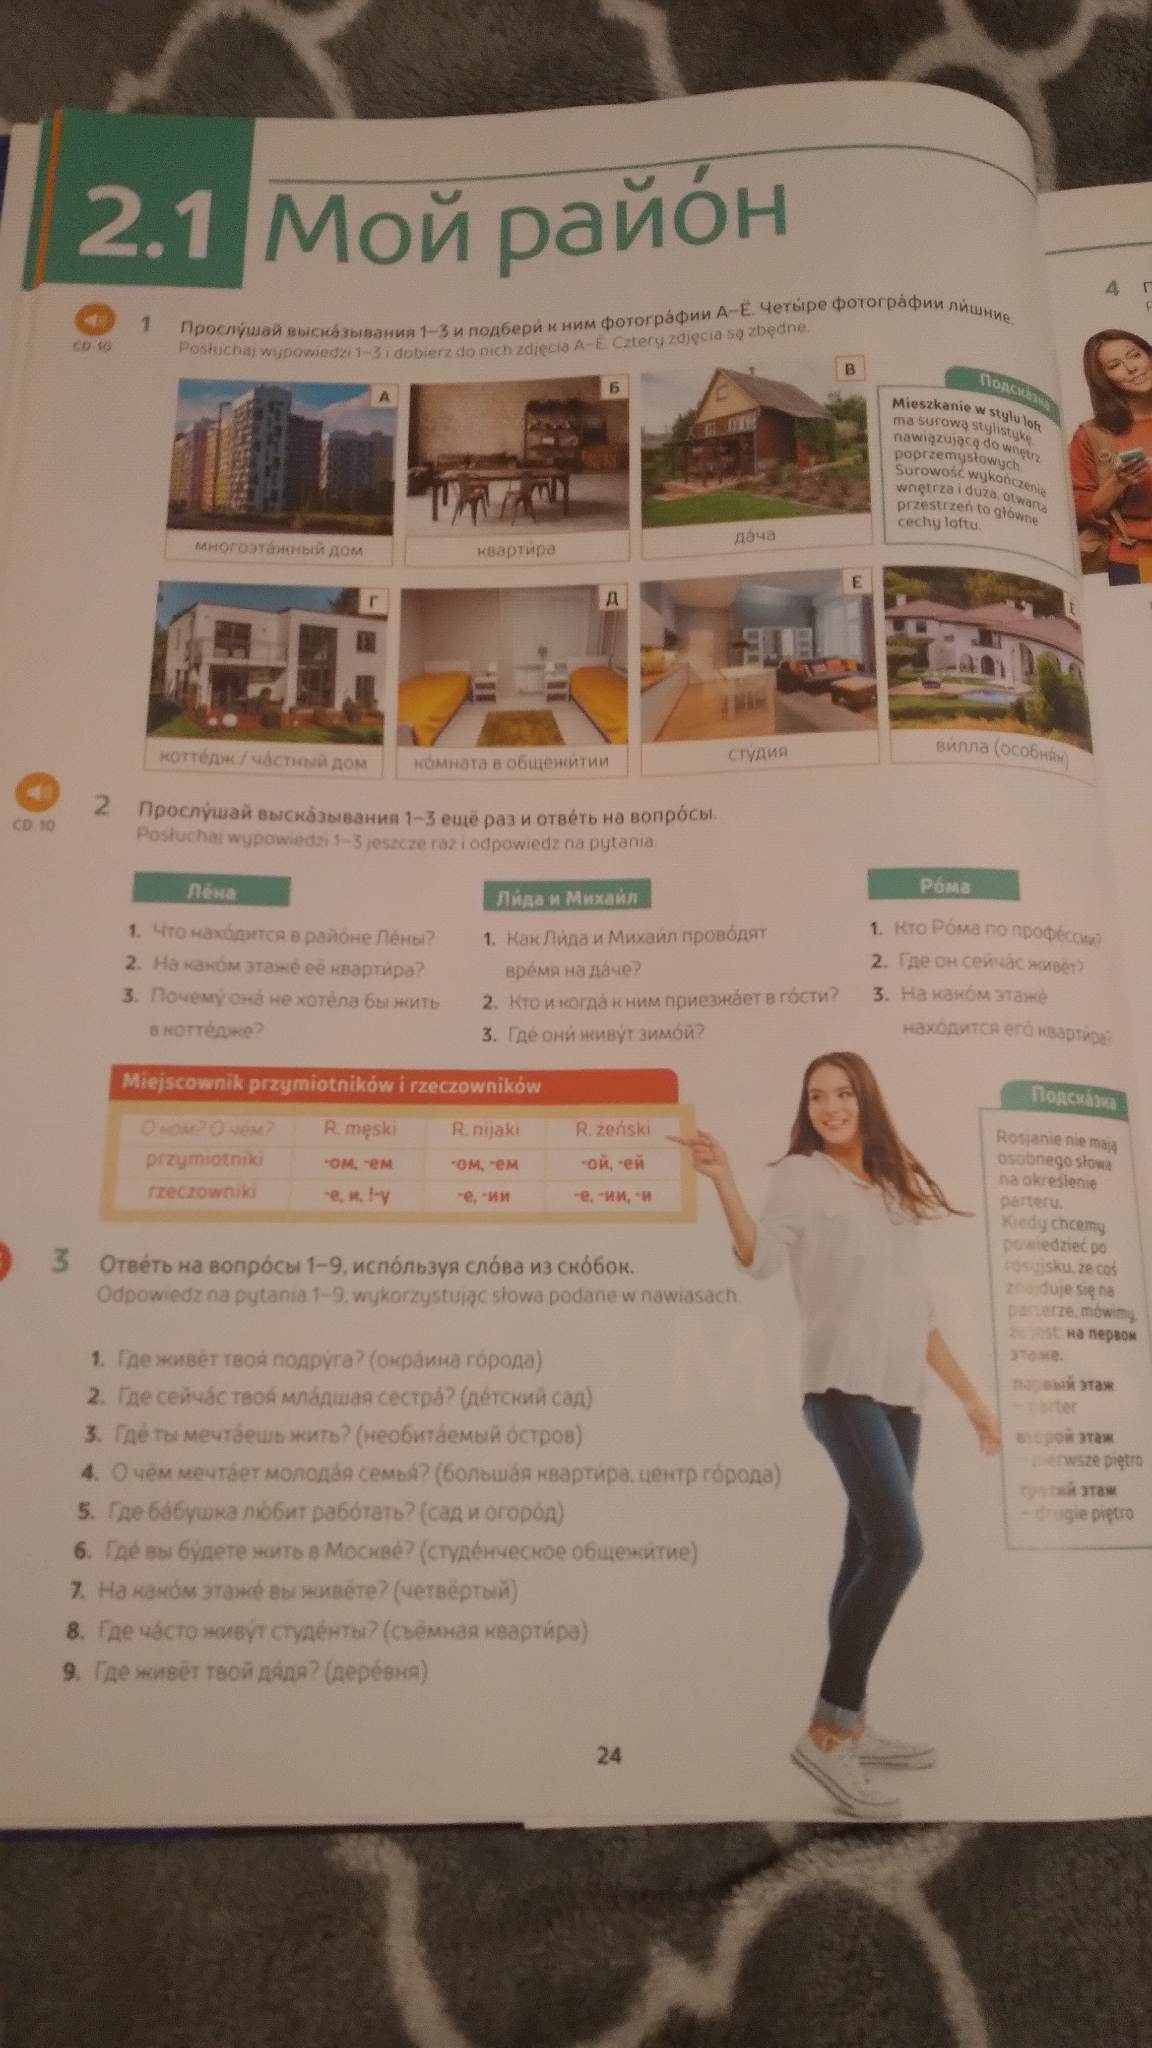 2.1 Мой райо́н
CD 10
1 Прослу́шай выска́зывания 1–3 и подбери́ к ним фотогра́фии А–Ё. Четы́ре фотогра́фии ли́шние.
Posłuchaj wypowiedzi 1–3 i dobierz do nich zdjęcia А–Ё. Cztery zdjęcia są zbędne.
А
многоэта́жный дом
Б
кварти́ра
В
да́ча
Подска́зка
Mieszkanie w stylu loft
ma surową stylistykę
nawiązującą do wnętrz
poprzemysłowych.
Surowość wykończenia
wnętrza i duża, otwarta
przestrzeń to główne
cechy loftu.
Г
котте́дж / ча́стный дом
Д
ко́мната в общежи́тии
Е
сту́дия
Ё
ви́лла (особня́к)
CD 10
2 Прослу́шай выска́зывания 1–3 ещё раз и отве́ть на вопро́сы.
Posłuchaj wypowiedzi 1–3 jeszcze raz i odpowiedz na pytania.
Ле́на
1. Что нахо́дится в райо́не Ле́ны?
2. На како́м этаже́ её кварти́ра?
3. Почему́ она́ не хоте́ла бы жить
в котте́дже?
Ли́да и Михаи́л
1. Как Ли́да и Михаи́л прово́дят
вре́мя на да́че?
2. Кто и когда́ к ним приезжа́ет в го́сти?
3. Где́ они́ живу́т зимо́й?
Ро́ма
1. Кто Ро́ма по профе́ссии?
2. Где он сейча́с живёт?
3. На како́м этаже́
нахо́дится его́ кварти́ра?
Miejscownik przymiotników i rzeczowników
О ком? О чём? R. męski R. nijaki R. żeński
przymiotniki -ом, -ем -ом, -ем -ой, -ей
rzeczowniki -е, и, !-у -е, -ии -е, -ии, -и
Подска́зка
Rosjanie nie mają
osobnego słowa
na określenie
parteru.
Kiedy chcemy
powiedzieć po
rosyjsku, że coś
znajduje się na
parterze, mówimy,
że jest: на первом
этаже.
первый этаж
– parter
второй этаж
– pierwsze piętro
третий этаж
– drugie piętro
3 Отве́ть на вопро́сы 1–9, испо́льзуя сло́ва из ско́бок.
Odpowiedz na pytania 1–9, wykorzystując słowa podane w nawiasach.
1. Где живёт твоя́ подру́га? (окра́ина го́рода)
2. Где сейча́с твоя́ мла́дшая сестра́? (де́тский сад)
3. Где́ ты мечта́ешь жить? (необита́емый о́стров)
4. О чём мечта́ет молода́я семья́? (больша́я кварти́ра, центр го́рода)
5. Где ба́бушка лю́бит рабо́тать? (сад и огоро́д)
6. Где́ вы бу́дете жить в Москве́? (студе́нческое общежи́тие)
7. На како́м этаже́ вы живёте? (четвёртый)
8. Где ча́сто живу́т студе́нты? (съёмная кварти́ра)
9. Где живёт твой дя́дя? (дере́вня)
24
4